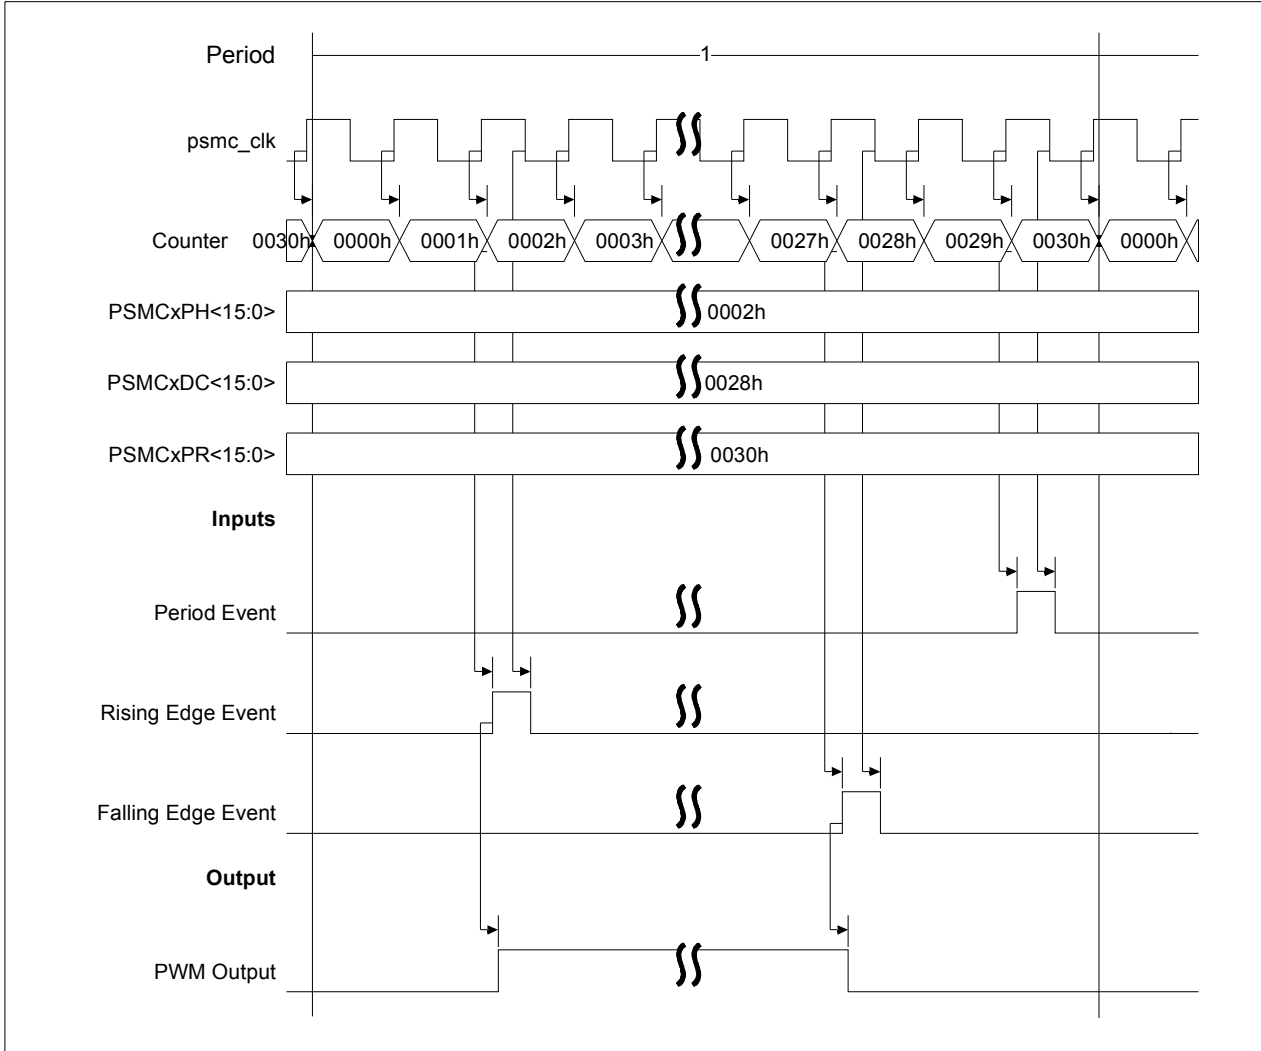 Period 1
psmc_clk
Counter 0030h 0000h 0001h 0002h 0003h 0027h 0028h 0029h 0030h 0000h
PSMCxPH<15:0> 0002h
PSMCxDC<15:0> 0028h
PSMCxPR<15:0> 0030h
Inputs
Period Event
Rising Edge Event
Falling Edge Event
Output
PWM Output